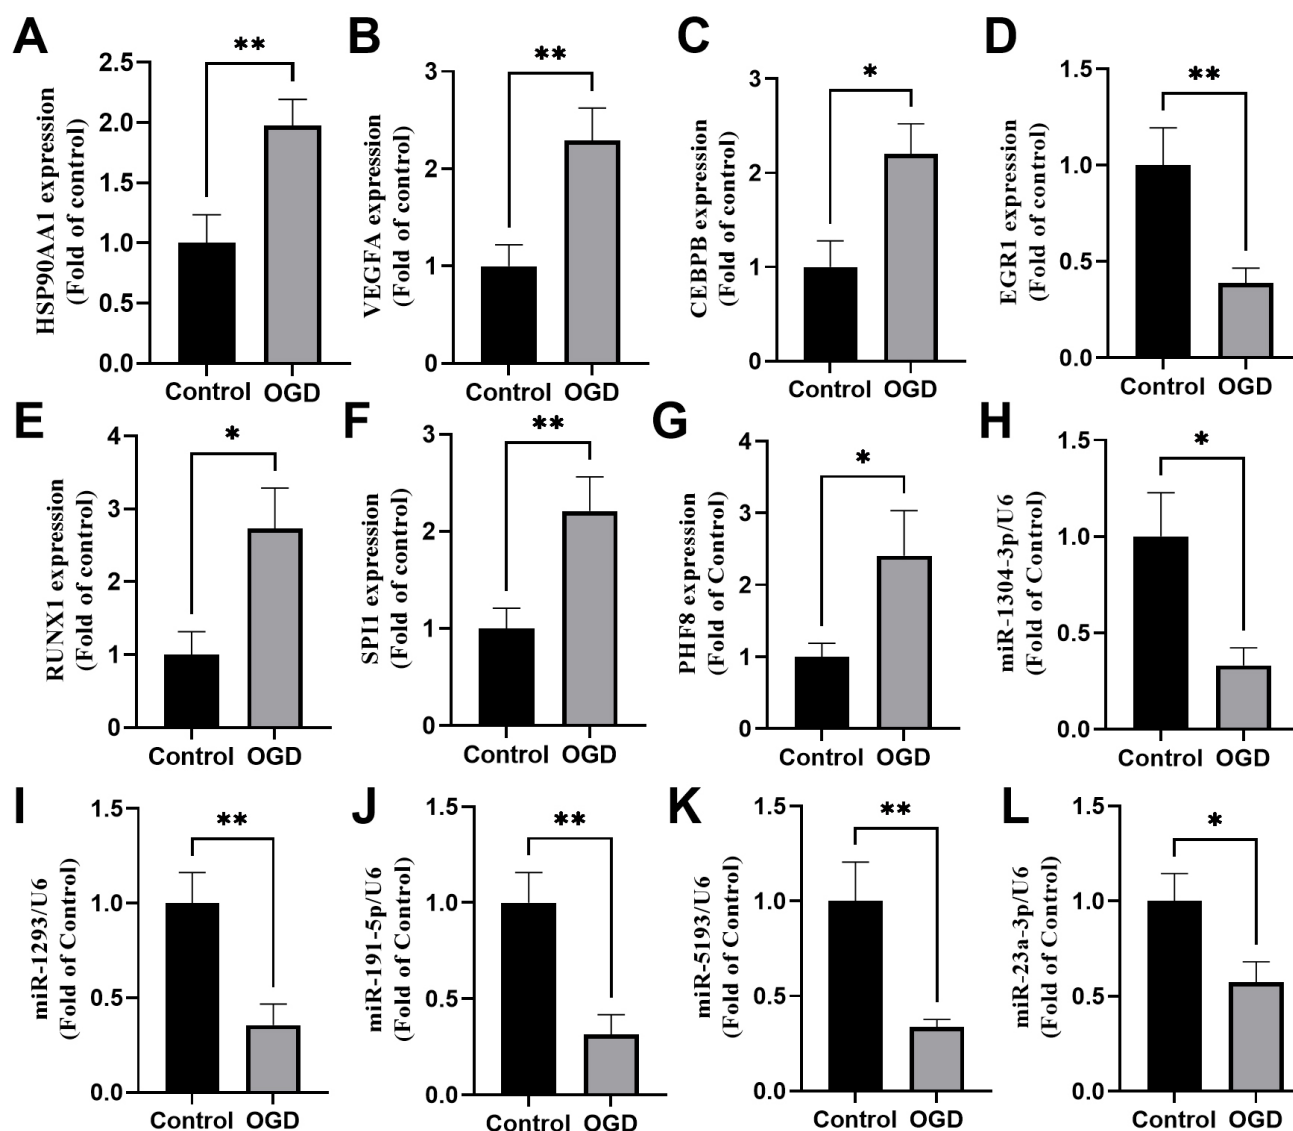 A
HSP90AA1 expression
(Fold of control)
2.5
2.0
1.5
1.0
0.5
0.0
**
Control OGD
B
VEGFA expression
(Fold of control)
3
2
1
0
**
Control OGD
C
CEBPB expression
(Fold of control)
3
2
1
0
*
Control OGD
D
EGR1 expression
(Fold of control)
1.5
1.0
0.5
0.0
**
Control OGD
E
RUNX1 expression
(Fold of control)
4
3
2
1
0
*
Control OGD
F
SPI1 expression
(Fold of control)
3
2
1
0
**
Control OGD
G
PHF8 expression
(Fold of Control)
4
3
2
1
0
*
Control OGD
H
miR-1304-3p/U6
(Fold of Control)
1.5
1.0
0.5
0.0
*
Control OGD
I
miR-1293/U6
(Fold of Control)
1.5
1.0
0.5
0.0
**
Control OGD
J
miR-191-5p/U6
(Fold of Control)
1.5
1.0
0.5
0.0
**
Control OGD
K
miR-5193/U6
(Fold of Control)
1.5
1.0
0.5
0.0
**
Control OGD
L
miR-23a-3p/U6
(Fold of Control)
1.5
1.0
0.5
0.0
*
Control OGD